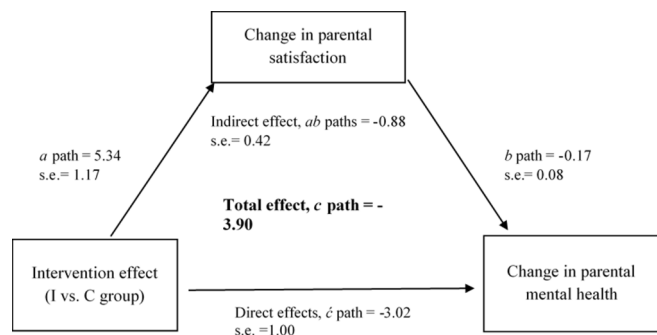 Change in parental
satisfaction
Indirect effect, ab paths = -0.88
s.e.= 0.42
a path = 5.34
s.e.= 1.17
b path = -0.17
s.e.= 0.08
Total effect, c path = -
3.90
Intervention effect
(I vs. C group)
Change in parental
mental health
Direct effects, ć path = -3.02
s.e. =1.00